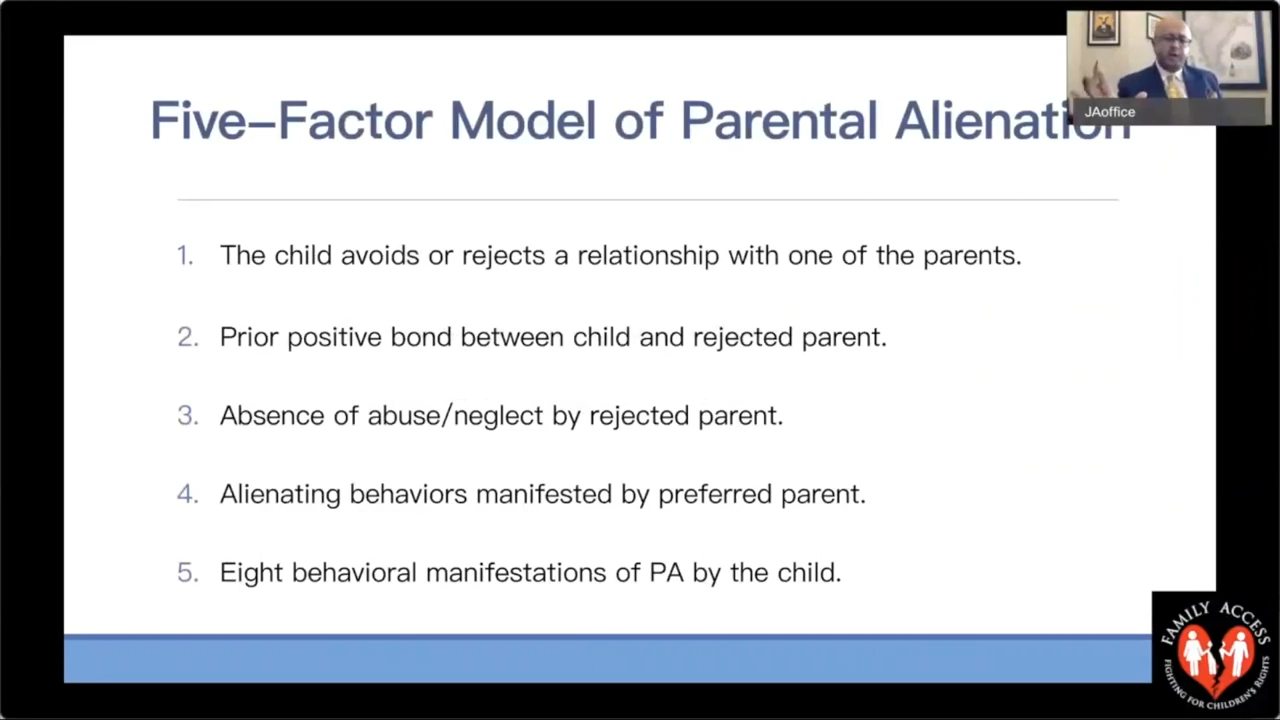 JAoffice
Five-Factor Model of Parental Alienation
1. The child avoids or rejects a relationship with one of the parents.
2. Prior positive bond between child and rejected parent.
3. Absence of abuse/neglect by rejected parent.
4. Alienating behaviors manifested by preferred parent.
5. Eight behavioral manifestations of PA by the child.
FAMILY ACCESS
FIGHTING FOR CHILDREN'S RIGHTS